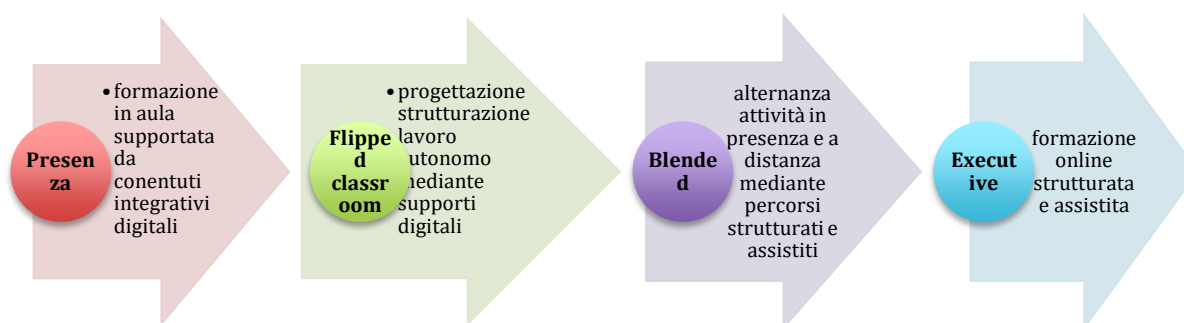 Presen
za
• formazione
in aula
supportata
da
conentuti
integrativi
digitali
Flippe
d
classr
oom
• progettazione
strutturazione
lavoro
autonomo
mediante
supporti
digitali
Blende
d
alternanza
attività in
presenza e a
distanza
mediante
percorsi
strutturati e
assistiti
Execut
ive
formazione
online
strutturata
e assistita